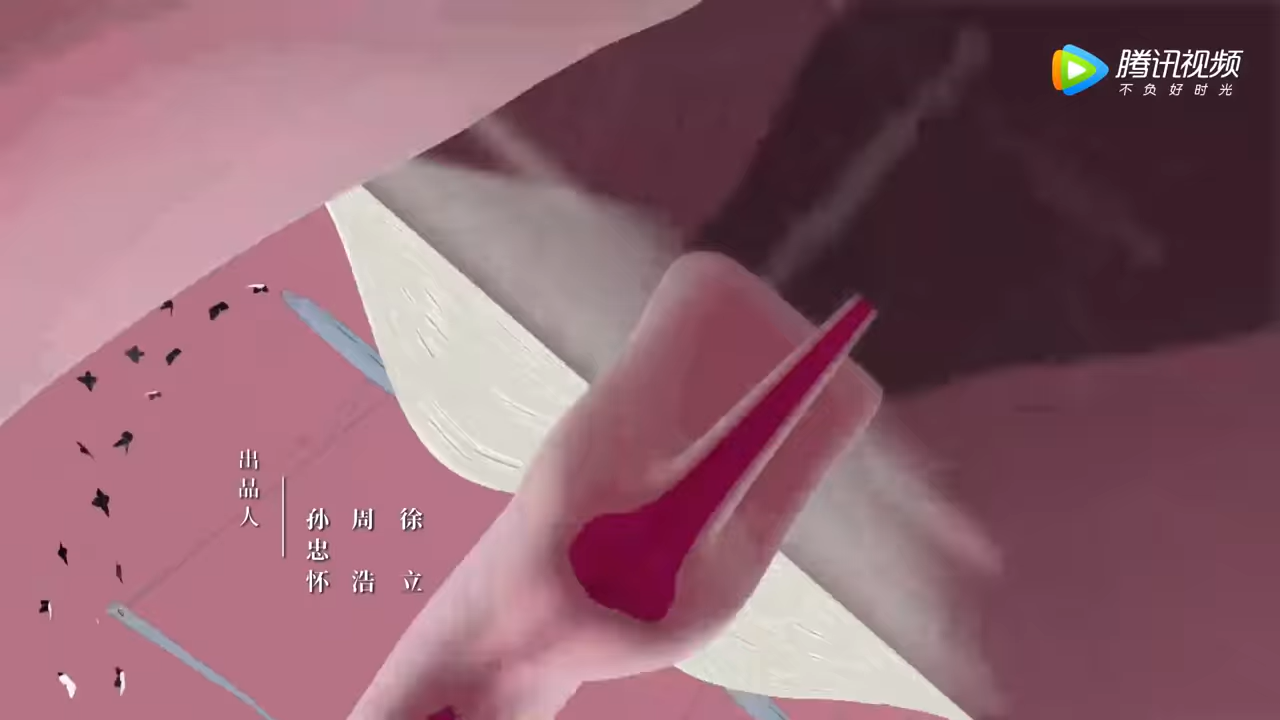 腾讯视频
不负好时光
出品人
孙忠怀
周浩
徐立